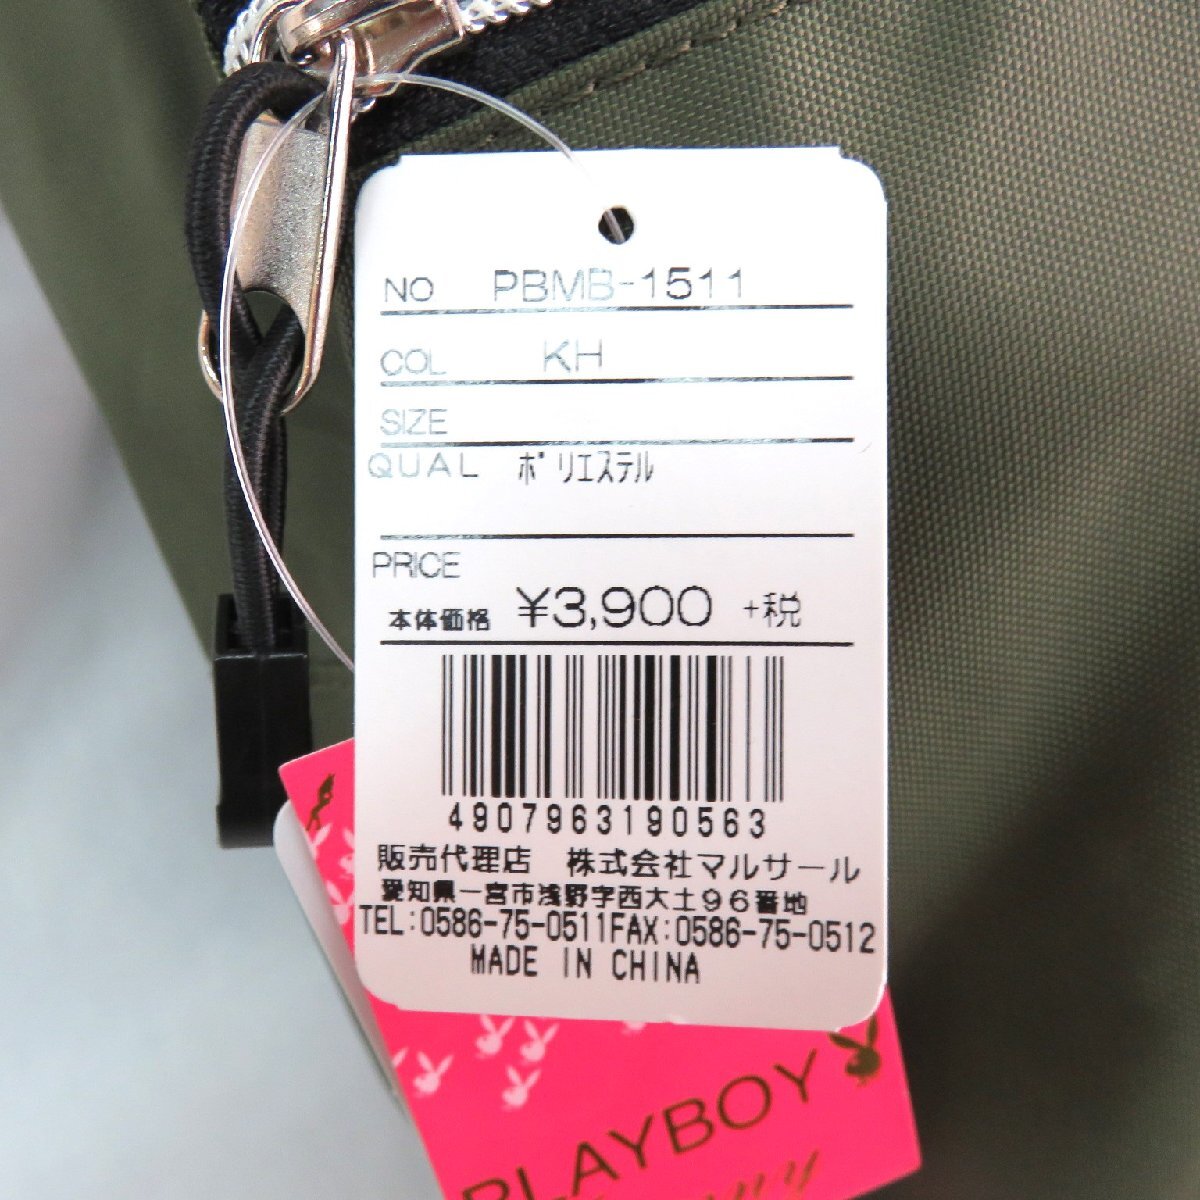 NO PBMB-1511
COL KH
SIZE
QUAL ポリエステル
PRICE
本体価格 ¥3,900 +税
4907963190563
販売代理店 株式会社マルサール
愛知県一宮市浅野字西大土96番地
TEL:0586-75-0511FAX:0586-75-0512
MADE IN CHINA
PLAYBOY